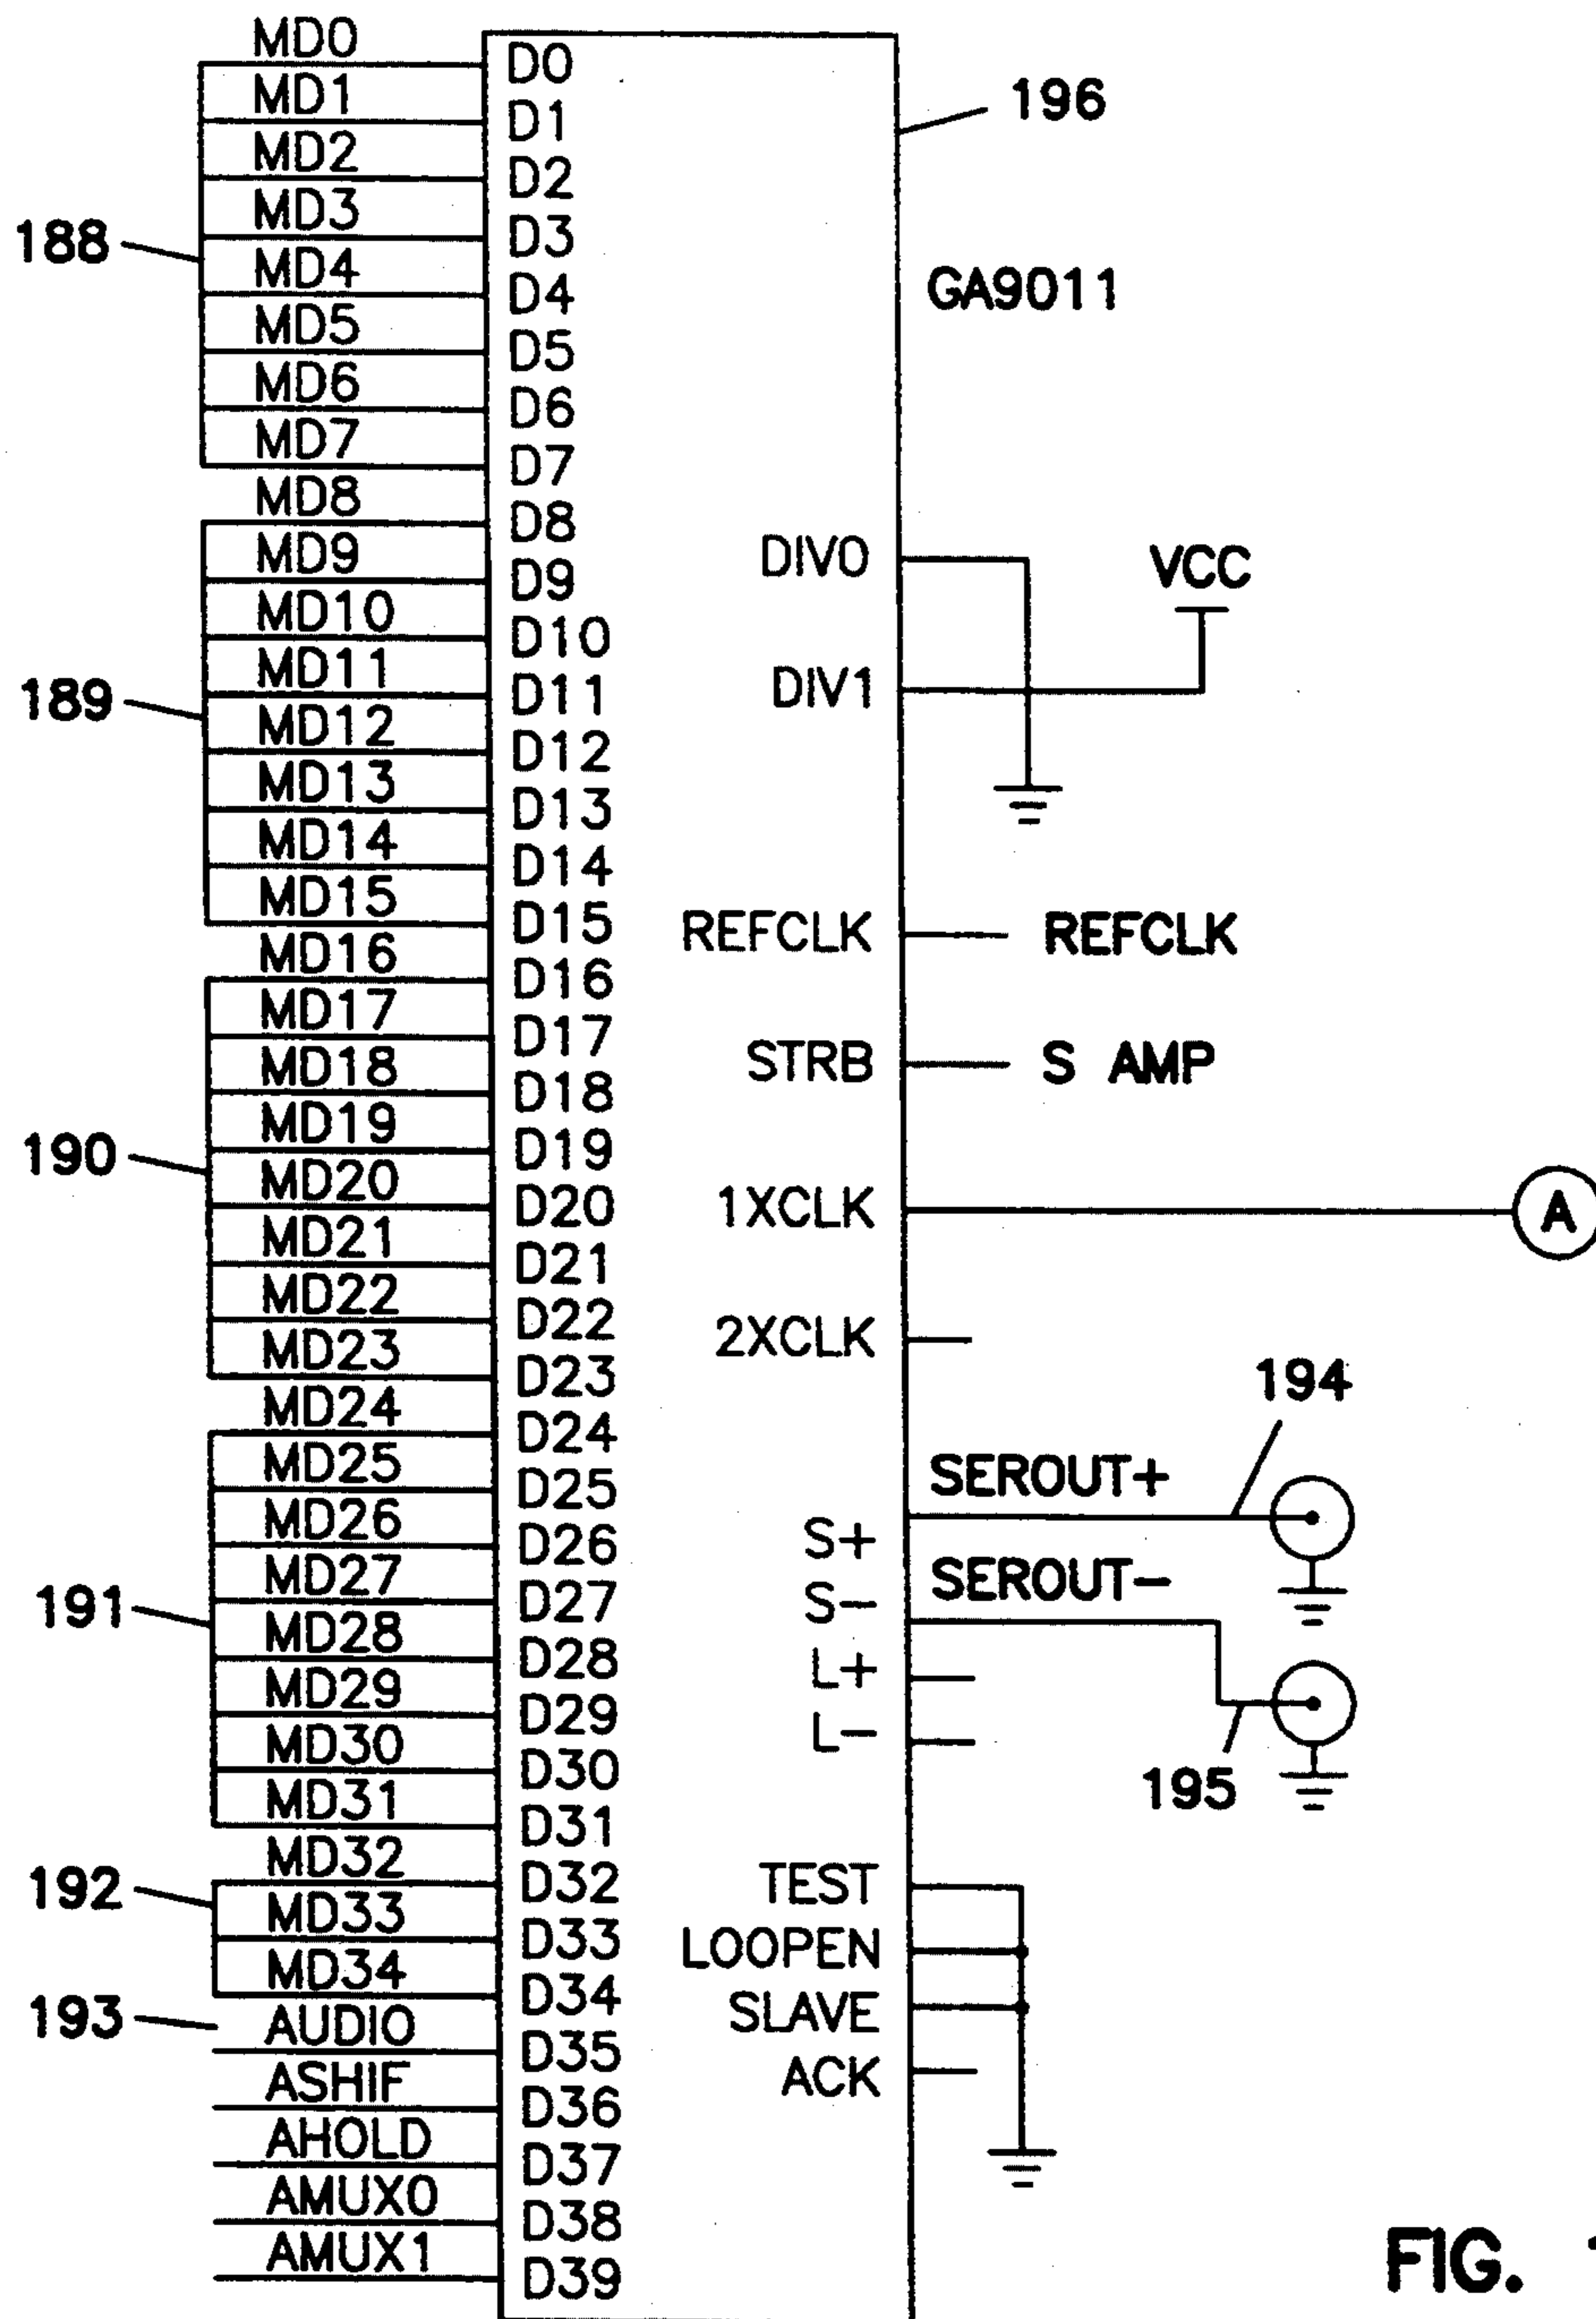 MD0 D0
MD1 D1
196
MD2 D2
MD3 D3
188
MD4 D4
GA9011
MD5 D5
MD6 D6
MD7 D7
MD8 D8
MD9 D9
DIV0
VCC
MD10 D10
MD11 D11
DIV1
189
MD12 D12
MD13 D13
MD14 D14
MD15 D15
REFCLK REFCLK
MD16 D16
MD17 D17
STRB S AMP
MD18 D18
MD19 D19
190
MD20 D20
1XCLK A
MD21 D21
MD22 D22
2XCLK
MD23 D23
194
MD24 D24
MD25 D25
SEROUT+
MD26 D26
S+
MD27 D27
SEROUT-
S-
191
MD28 D28
L+
MD29 D29
L-
MD30 D30
195
MD31 D31
MD32 D32
TEST
192
MD33 D33
LOOPEN
MD34 D34
SLAVE
193
AUDIO D35
ACK
ASHIF D36
AHOLD D37
AMUX0 D38
AMUX1 D39
FIG.